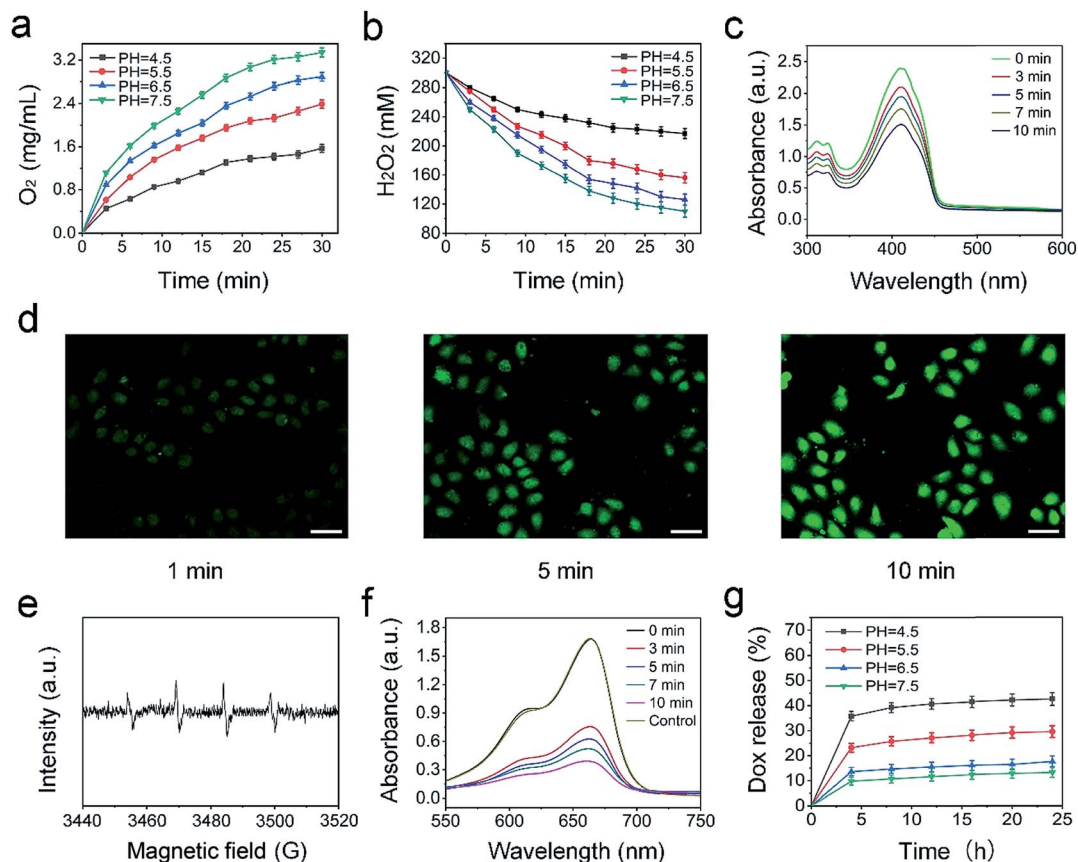 a
PH=4.5
PH=5.5
PH=6.5
PH=7.5
O₂ (mg/mL)
3.2
2.4
1.6
0.8
0.0
0 5 10 15 20 25 30
Time (min)
b
PH=4.5
PH=5.5
PH=6.5
PH=7.5
H₂O₂ (mM)
320
280
240
200
160
120
80
0 5 10 15 20 25 30
Time (min)
c
0 min
3 min
5 min
7 min
10 min
Absorbance (a.u.)
2.5
2.0
1.5
1.0
0.5
0.0
300 400 500 600
Wavelength (nm)
d
1 min
5 min
10 min
e
Intensity (a.u.)
3440 3460 3480 3500 3520
Magnetic field (G)
f
0 min
3 min
5 min
7 min
10 min
Control
Absorbance (a.u.)
1.8
1.5
1.2
0.9
0.6
0.3
0.0
550 600 650 700 750
Wavelength (nm)
g
PH=4.5
PH=5.5
PH=6.5
PH=7.5
Dox release (%)
70
60
50
40
30
20
10
0
0 5 10 15 20 25
Time （h）